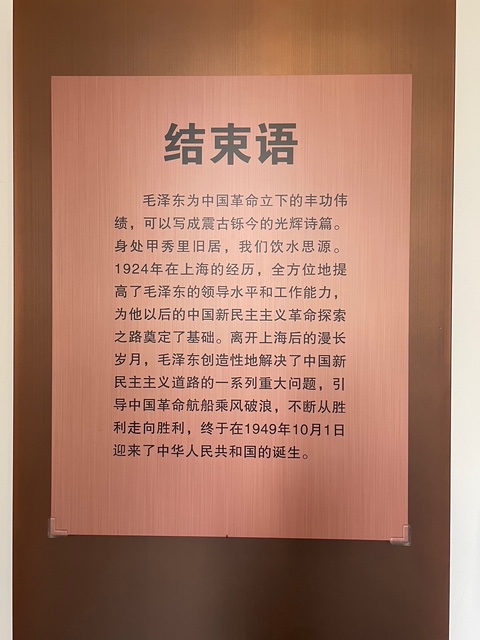 结束语
毛泽东为中国革命立下的丰功伟
绩，可以写成震古铄今的光辉诗篇。
身处甲秀里旧居，我们饮水思源。
1924年在上海的经历，全方位地提
高了毛泽东的领导水平和工作能力，
为他以后的中国新民主主义革命探索
之路奠定了基础。离开上海后的漫长
岁月，毛泽东创造性地解决了中国新
民主主义道路的一系列重大问题，引
导中国革命航船乘风破浪，不断从胜
利走向胜利，终于在1949年10月1日
迎来了中华人民共和国的诞生。